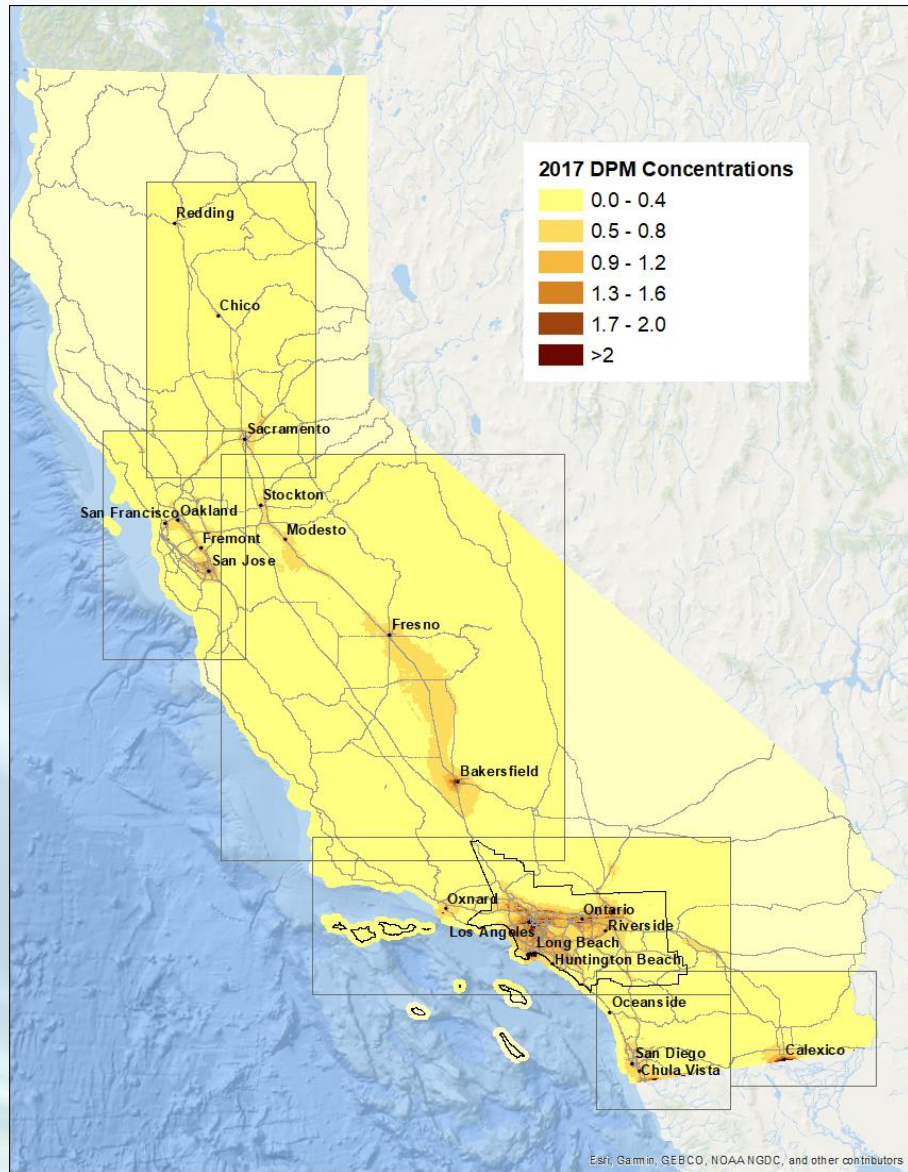 2017 DPM Concentrations
0.0 - 0.4
0.5 - 0.8
0.9 - 1.2
1.3 - 1.6
1.7 - 2.0
>2
Redding
Chico
Sacramento
Stockton
San Francisco
Oakland
Modesto
Fremont
San Jose
Fresno
Bakersfield
Oxnard
Ontario
Los Angeles
Riverside
Long Beach
Huntington Beach
Oceanside
San Diego
Calexico
Chula_Vista
Esri, Garmin, GEBCO, NOAA NGDC, and other contributors